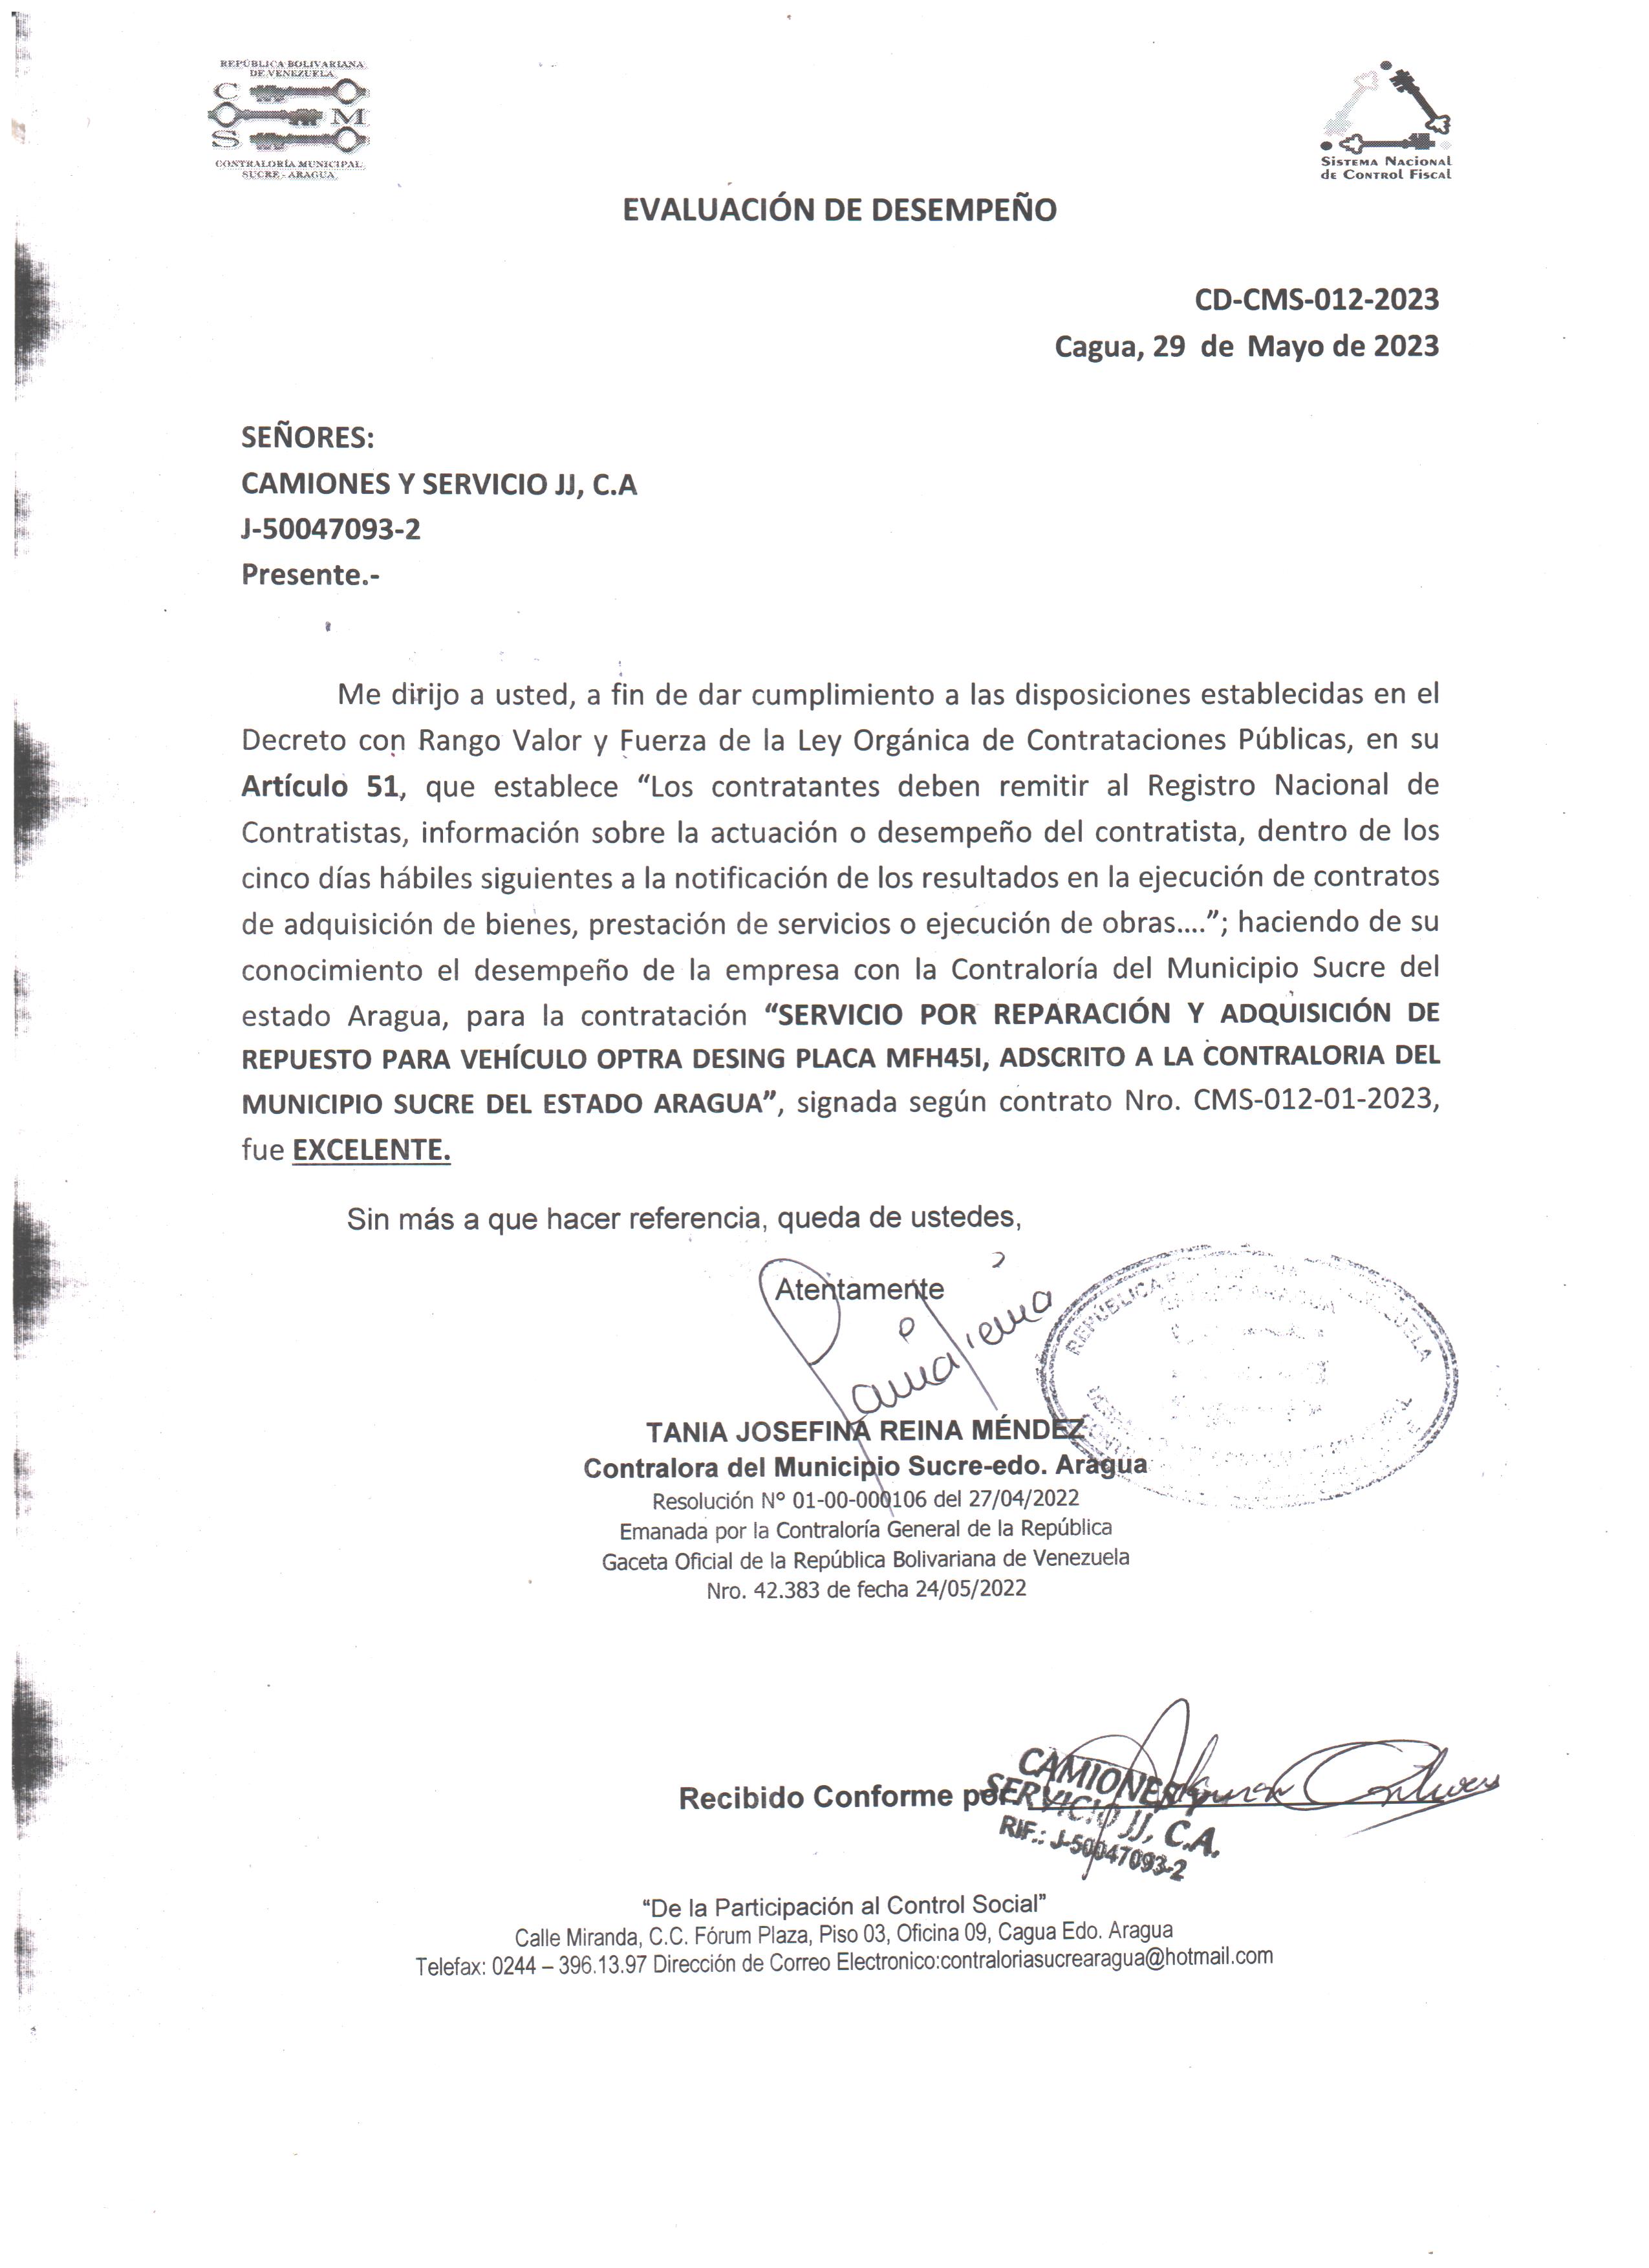 REPÚBLICA BOLIVARIANA
DE VENEZUELA
C
M
S
CONTRALORÍA MUNICIPAL
SUCRE - ARAGUA
Sistema Nacional
de Control Fiscal
EVALUACIÓN DE DESEMPEÑO
CD-CMS-012-2023
Cagua, 29 de Mayo de 2023
SEÑORES:
CAMIONES Y SERVICIO JJ, C.A
J-50047093-2
Presente.-
Me dirijo a usted, a fin de dar cumplimiento a las disposiciones establecidas en el
Decreto con Rango Valor y Fuerza de la Ley Orgánica de Contrataciones Públicas, en su
Artículo 51, que establece “Los contratantes deben remitir al Registro Nacional de
Contratistas, información sobre la actuación o desempeño del contratista, dentro de los
cinco días hábiles siguientes a la notificación de los resultados en la ejecución de contratos
de adquisición de bienes, prestación de servicios o ejecución de obras....”; haciendo de su
conocimiento el desempeño de la empresa con la Contraloría del Municipio Sucre del
estado Aragua, para la contratación “SERVICIO POR REPARACIÓN Y ADQUISICIÓN DE
REPUESTO PARA VEHÍCULO OPTRA DESING PLACA MFH45I, ADSCRITO A LA CONTRALORIA DEL
MUNICIPIO SUCRE DEL ESTADO ARAGUA”, signada según contrato Nro. CMS-012-01-2023,
fue EXCELENTE.
Sin más a que hacer referencia, queda de ustedes,
Atentamente
REPÚBLICA
TANIA JOSEFINA REINA MÉNDEZ
Contralora del Municipio Sucre-edo. Aragua
Resolución N° 01-00-000106 del 27/04/2022
Emanada por la Contraloría General de la República
Gaceta Oficial de la República Bolivariana de Venezuela
Nro. 42.383 de fecha 24/05/2022
Recibido Conforme por
CAMIONES Y
SERVICIO JJ, C.A.
RIF.: J-50047093-2
“De la Participación al Control Social”
Calle Miranda, C.C. Fórum Plaza, Piso 03, Oficina 09, Cagua Edo. Aragua
Telefax: 0244 – 396.13.97 Dirección de Correo Electronico:contraloriasucrearagua@hotmail.com